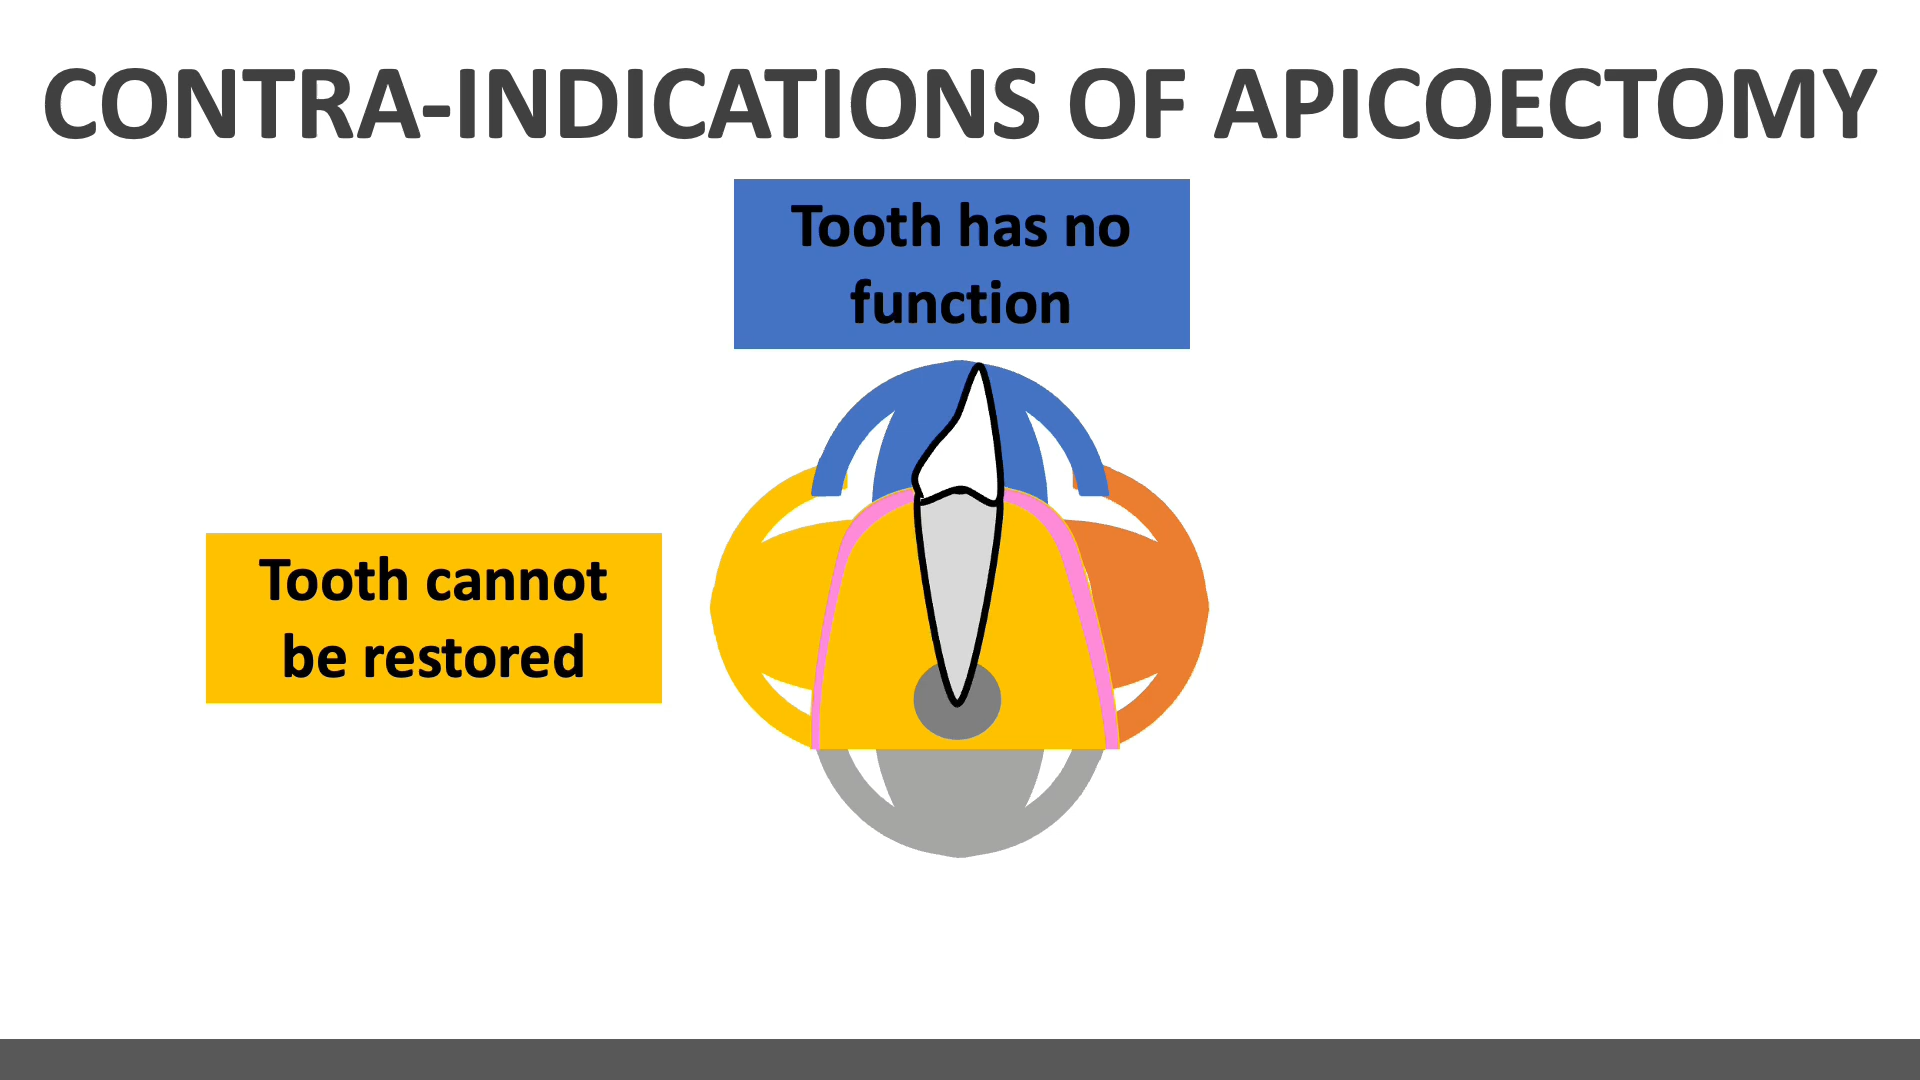 CONTRA-INDICATIONS OF APICOECTOMY
Tooth has no
function
Tooth cannot
be restored